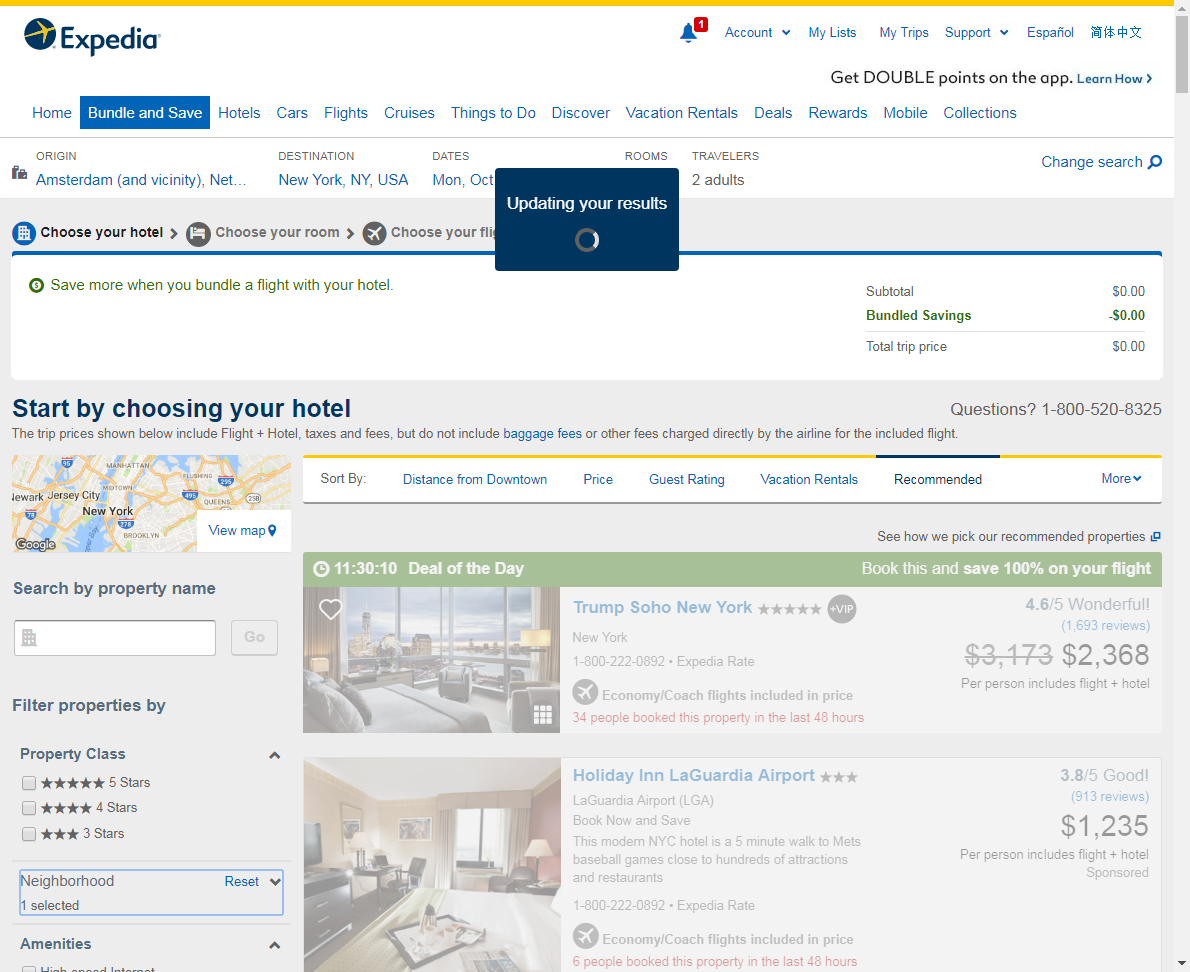 Expedia
1
Account
My Lists
My Trips
Support
Español
简体中文
Get DOUBLE points on the app. Learn How
Home
Bundle and Save
Hotels
Cars
Flights
Cruises
Things to Do
Discover
Vacation Rentals
Deals
Rewards
Mobile
Collections
ORIGIN
Amsterdam (and vicinity), Net...
DESTINATION
New York, NY, USA
DATES
Mon, Oct
ROOMS
TRAVELERS
2 adults
Change search
Updating your results
Choose your hotel
Choose your room
Choose your flig
Save more when you bundle a flight with your hotel.
Subtotal $0.00
Bundled Savings -$0.00
Total trip price $0.00
Start by choosing your hotel
Questions? 1-800-520-8325
The trip prices shown below include Flight + Hotel, taxes and fees, but do not include baggage fees or other fees charged directly by the airline for the included flight.
95
MANHATTAN
FLUSHING
295
Newark
Jersey City
MIDTOWN
495
25B
QUEENS
New York
78
278
BROOKLYN
Google
View map
Sort By:
Distance from Downtown
Price
Guest Rating
Vacation Rentals
Recommended
More
See how we pick our recommended properties
Search by property name
Go
Filter properties by
Property Class
5 Stars
4 Stars
3 Stars
Neighborhood
Reset
1 selected
Amenities
High-speed Internet
11:30:10 Deal of the Day
Book this and save 100% on your flight
Trump Soho New York
+VIP
New York
1-800-222-0892 • Expedia Rate
Economy/Coach flights included in price
34 people booked this property in the last 48 hours
4.6/5 Wonderful!
(1,693 reviews)
$3,173 $2,368
Per person includes flight + hotel
Holiday Inn LaGuardia Airport
LaGuardia Airport (LGA)
Book Now and Save
This modern NYC hotel is a 5 minute walk to Mets
baseball games close to hundreds of attractions
and restaurants
1-800-222-0892 • Expedia Rate
Economy/Coach flights included in price
6 people booked this property in the last 48 hours
3.8/5 Good!
(913 reviews)
$1,235
Per person includes flight + hotel
Sponsored